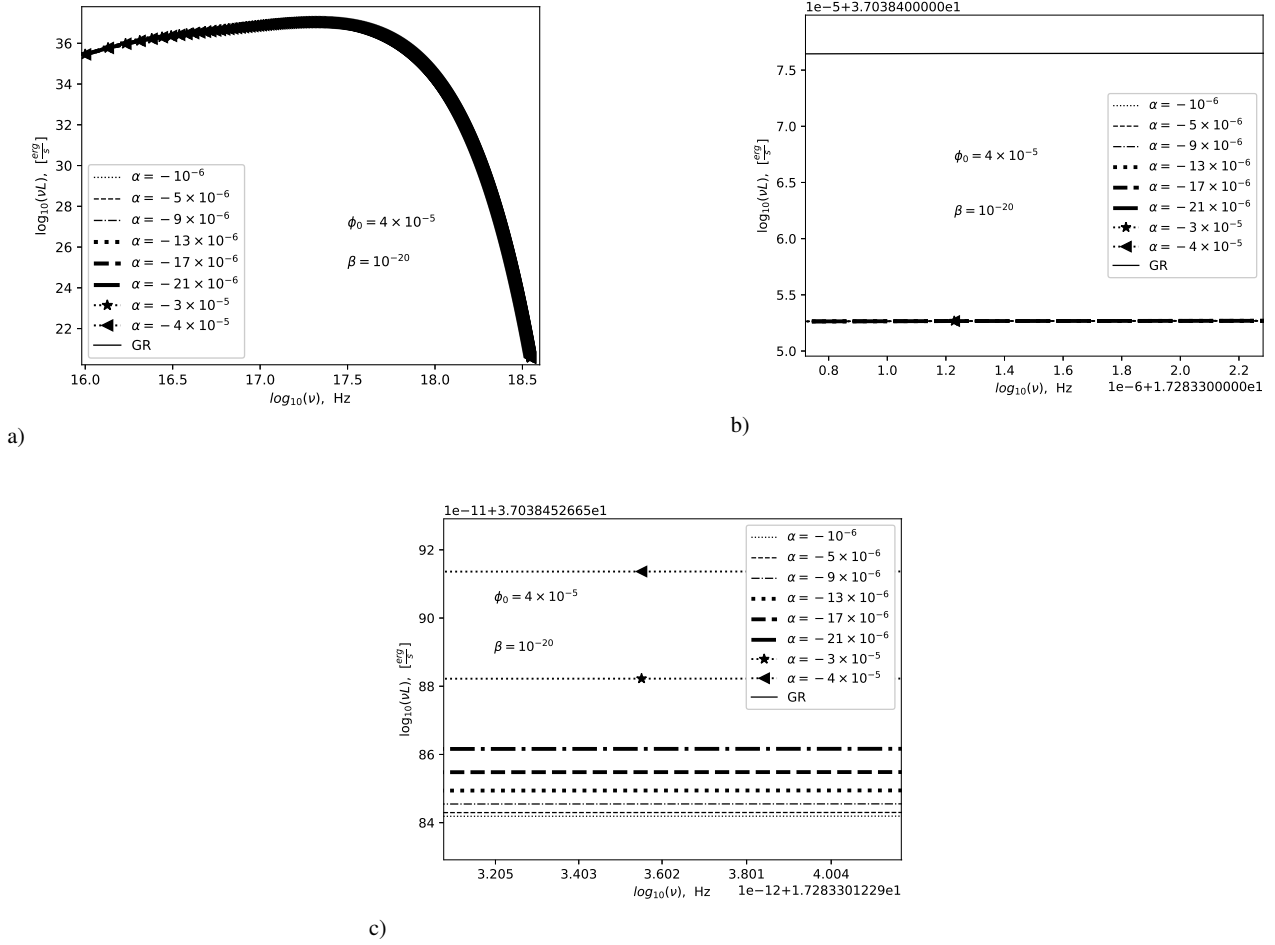 36
34
32
30
28
26
24
22
log₁₀(νL), [erg/s]
α = − 10⁻⁶
α = − 5 × 10⁻⁶
α = − 9 × 10⁻⁶
α = − 13 × 10⁻⁶
α = − 17 × 10⁻⁶
α = − 21 × 10⁻⁶
α = − 3 × 10⁻⁵
α = − 4 × 10⁻⁵
GR
ϕ₀ = 4 × 10⁻⁵
β = 10⁻²⁰
16.0 16.5 17.0 17.5 18.0 18.5
log₁₀(ν), Hz
a)
1e−5+3.7038400000e1
7.5
7.0
6.5
6.0
5.5
5.0
log₁₀(νL), [erg/s]
ϕ₀ = 4 × 10⁻⁵
β = 10⁻²⁰
α = − 10⁻⁶
α = − 5 × 10⁻⁶
α = − 9 × 10⁻⁶
α = − 13 × 10⁻⁶
α = − 17 × 10⁻⁶
α = − 21 × 10⁻⁶
α = − 3 × 10⁻⁵
α = − 4 × 10⁻⁵
GR
0.8 1.0 1.2 1.4 1.6 1.8 2.0 2.2
log₁₀(ν), Hz 1e−6+1.7283300000e1
b)
1e−11+3.7038452665e1
92
90
88
86
84
log₁₀(νL), [erg/s]
ϕ₀ = 4 × 10⁻⁵
β = 10⁻²⁰
α = − 10⁻⁶
α = − 5 × 10⁻⁶
α = − 9 × 10⁻⁶
α = − 13 × 10⁻⁶
α = − 17 × 10⁻⁶
α = − 21 × 10⁻⁶
α = − 3 × 10⁻⁵
α = − 4 × 10⁻⁵
GR
3.205 3.403 3.602 3.801 4.004
log₁₀(ν), Hz 1e−12+1.7283301229e1
c)